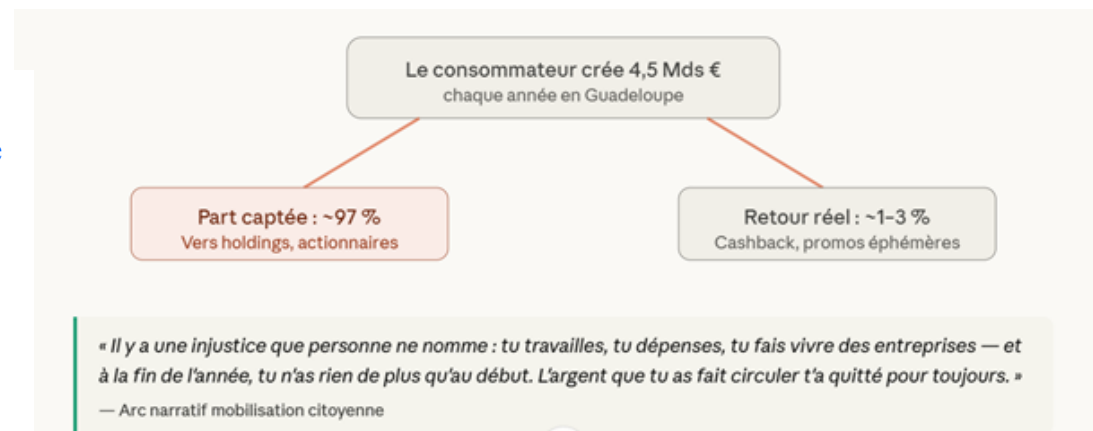 Le consommateur crée 4,5 Mds €
chaque année en Guadeloupe
Part captée : ~97 %
Vers holdings, actionnaires
Retour réel : ~1–3 %
Cashback, promos éphémères
« Il y a une injustice que personne ne nomme : tu travailles, tu dépenses, tu fais vivre des entreprises — et
à la fin de l'année, tu n'as rien de plus qu'au début. L'argent que tu as fait circuler t'a quitté pour toujours. »
— Arc narratif mobilisation citoyenne